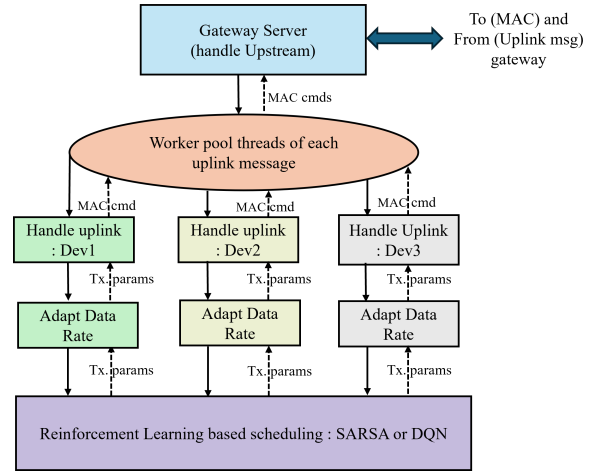 Gateway Server
(handle Upstream)
To (MAC) and
From (Uplink msg)
gateway
MAC cmds
Worker pool threads of each
uplink message
MAC cmd
MAC cmd
MAC cmd
Handle uplink
: Dev1
Handle uplink
: Dev2
Handle Uplink
: Dev3
Tx. params
Tx. params
Tx. params
Adapt Data
Rate
Adapt Data
Rate
Adapt Data
Rate
Tx. params
Tx. params
Tx. params
Reinforcement Learning based scheduling : SARSA or DQN